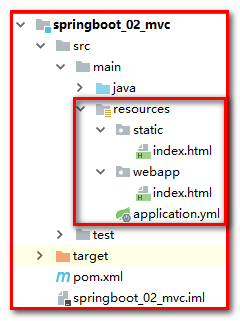 springboot_02_mvc
src
main
java
resources
static
index.html
webapp
index.html
application.yml
test
target
pom.xml
springboot_02_mvc.iml